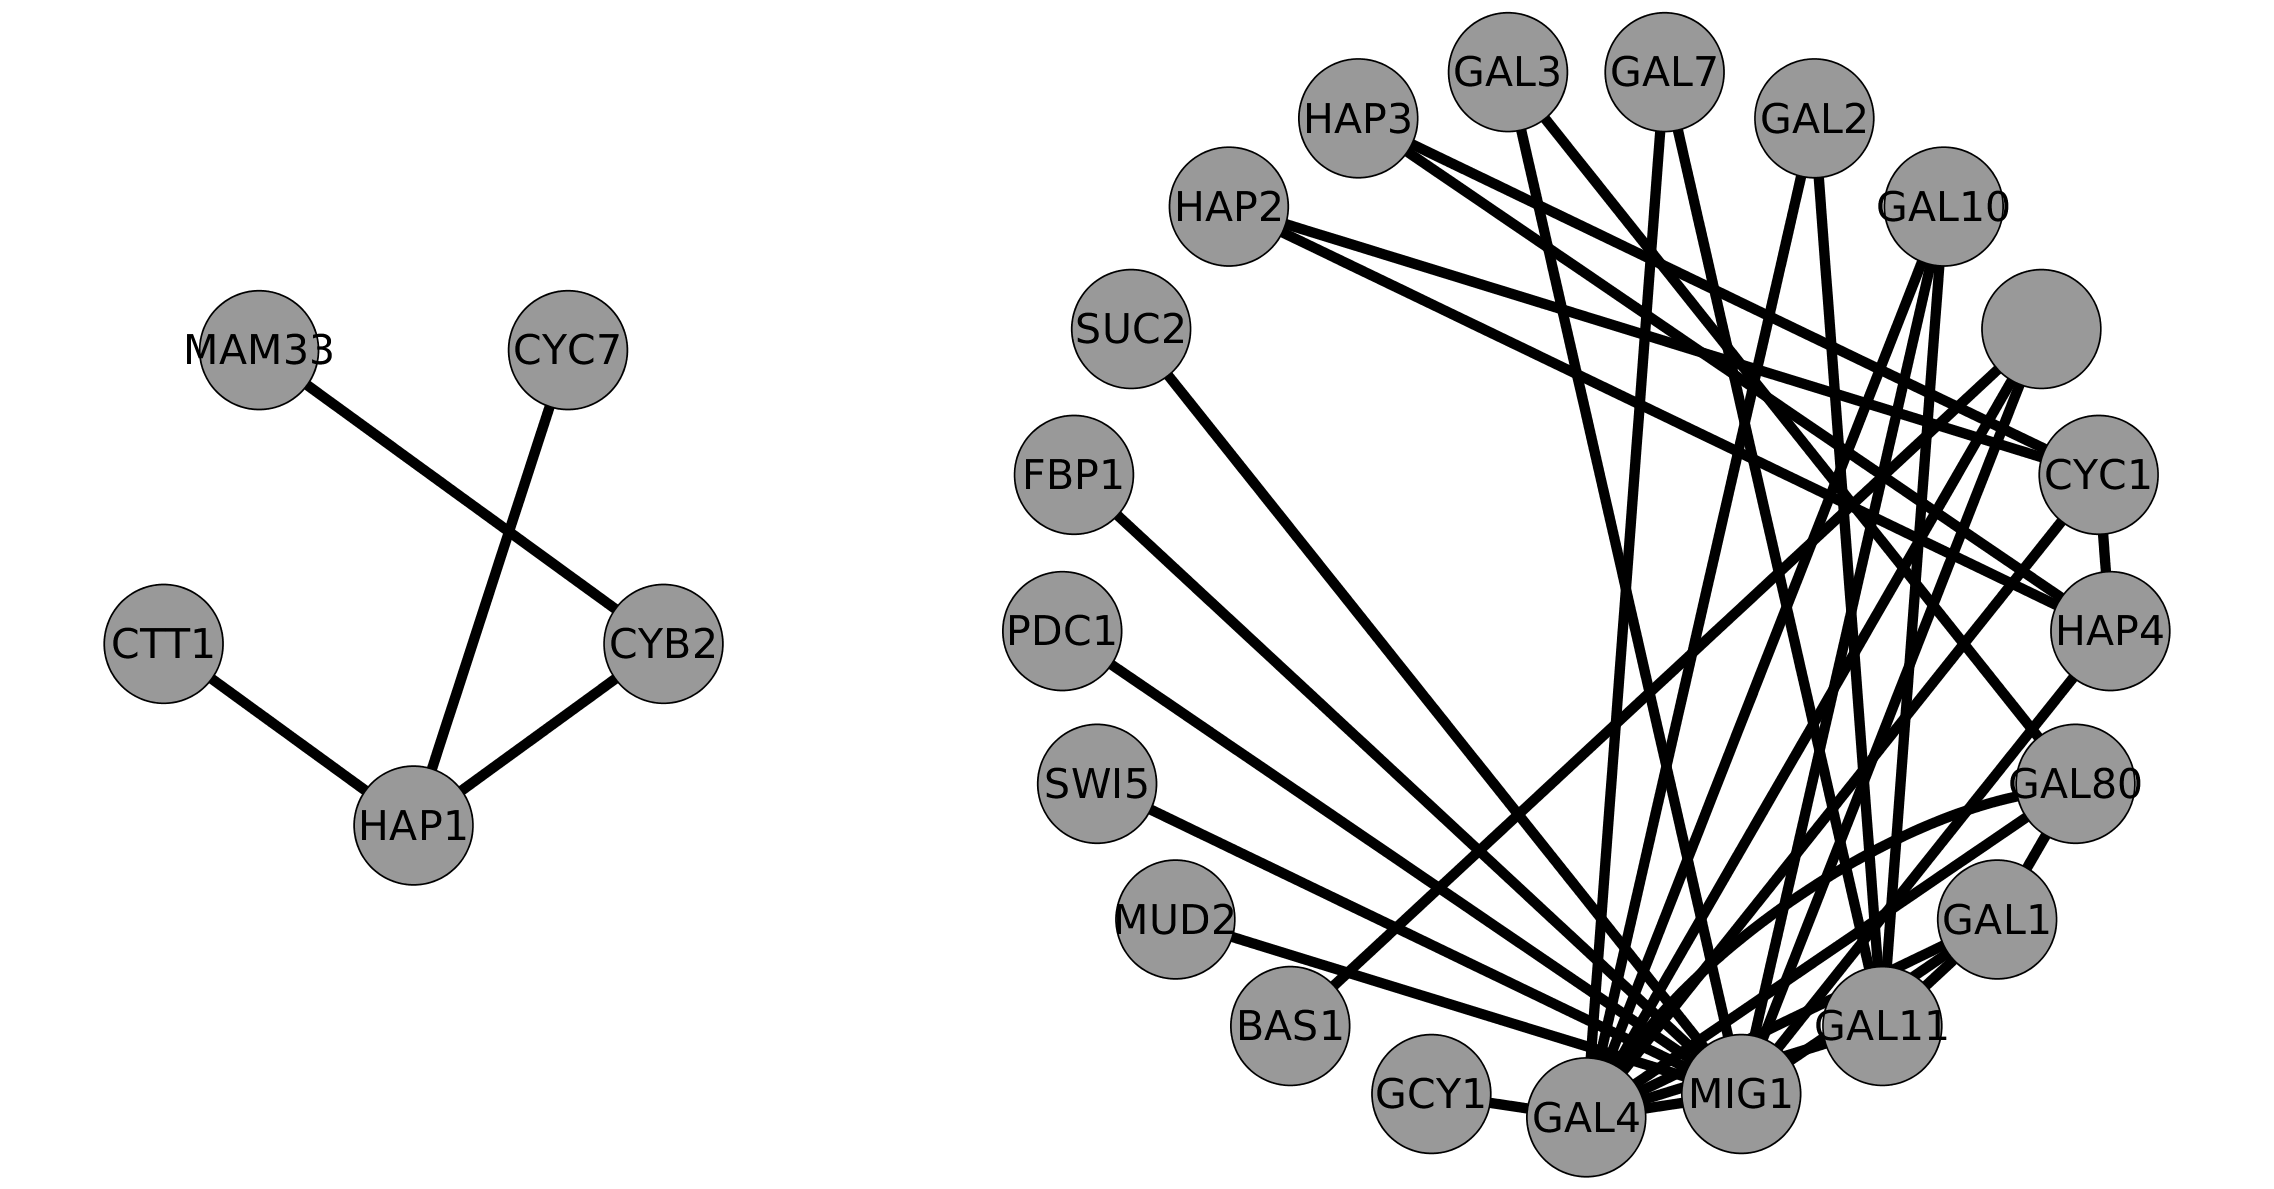 MAM33
CYC7
CTT1
CYB2
HAP1
GAL3
GAL7
HAP3
GAL2
HAP2
GAL10
SUC2
FBP1
CYC1
PDC1
HAP4
SWI5
GAL80
MUD2
GAL1
BAS1
GAL11
GCY1
GAL4
MIG1